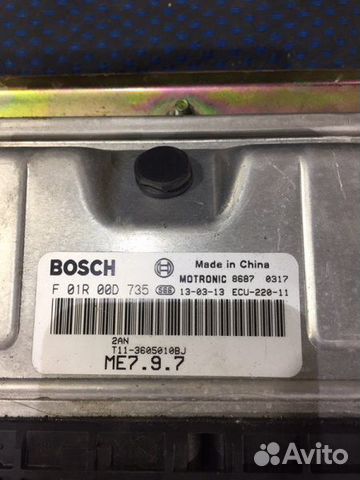 BOSCH Made in China
MOTRONIC 8687 0317
F 01R 00D 735 13-03-13 ECU-220-11
2AN
T11-3605010BJ
ME7.9.7
Avito